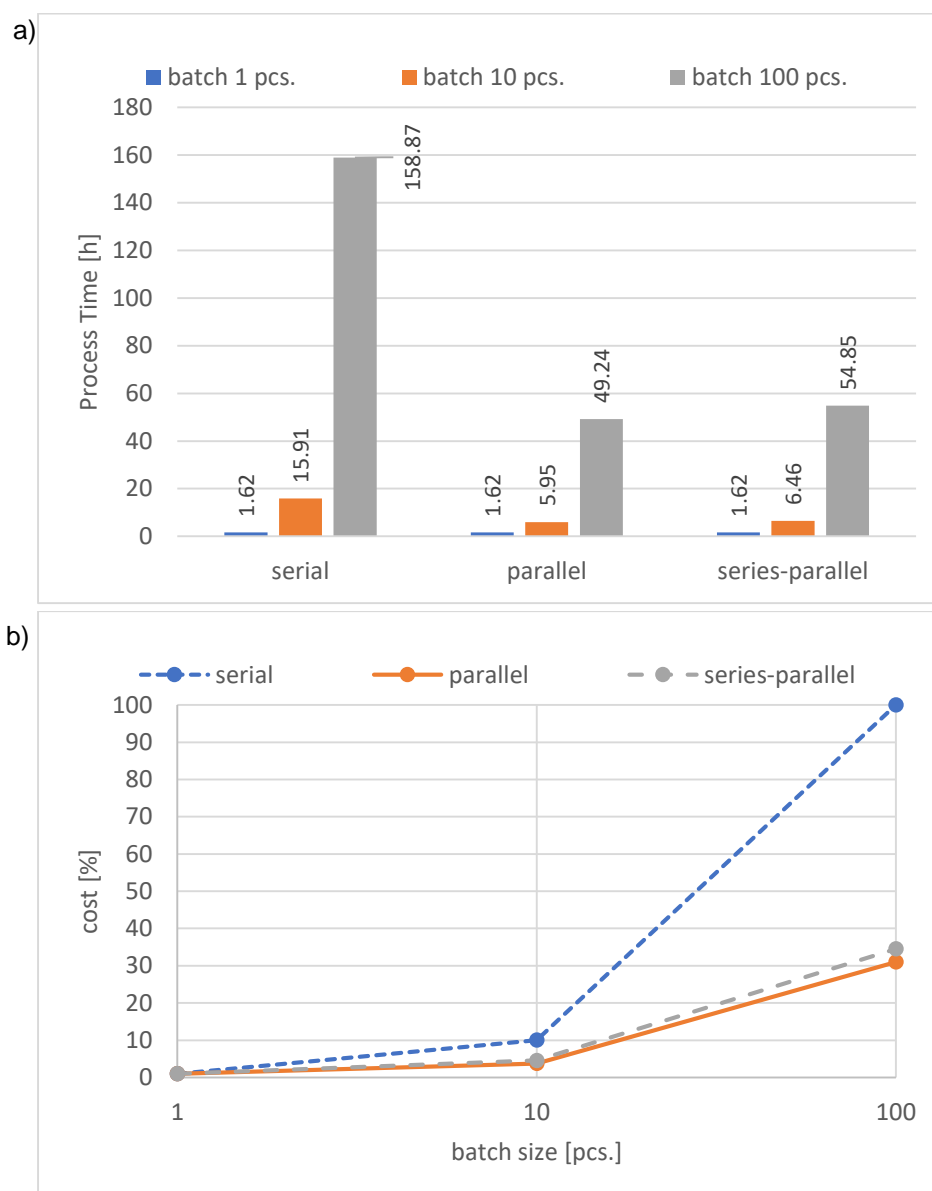 a)
batch 1 pcs. batch 10 pcs. batch 100 pcs.
180
160
140
120
100
80
60
40
20
0
Process Time [h]
1.62 15.91 158.87
1.62 5.95 49.24
1.62 6.46 54.85
serial parallel series-parallel
b)
serial parallel series-parallel
100
90
80
70
60
50
40
30
20
10
0
cost [%]
1 10 100
batch size [pcs.]